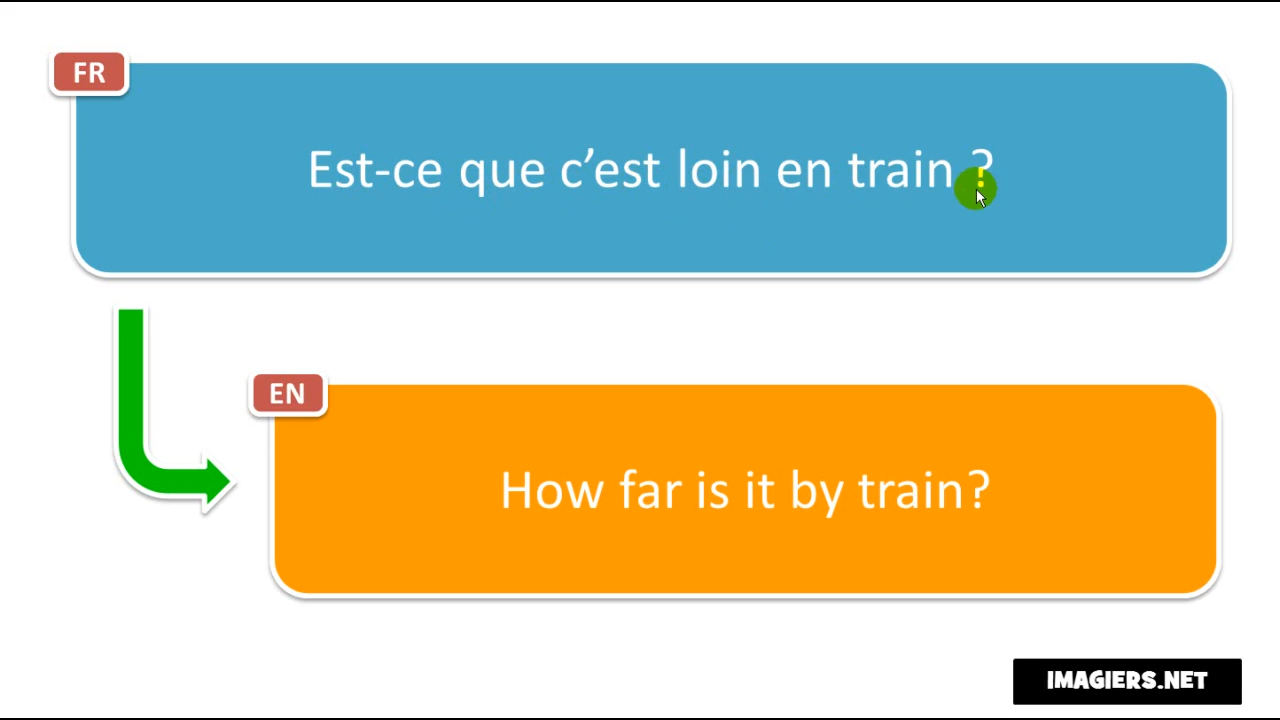 FR
Est-ce que c’est loin en train ?
EN
How far is it by train?
IMAGIERS.NET